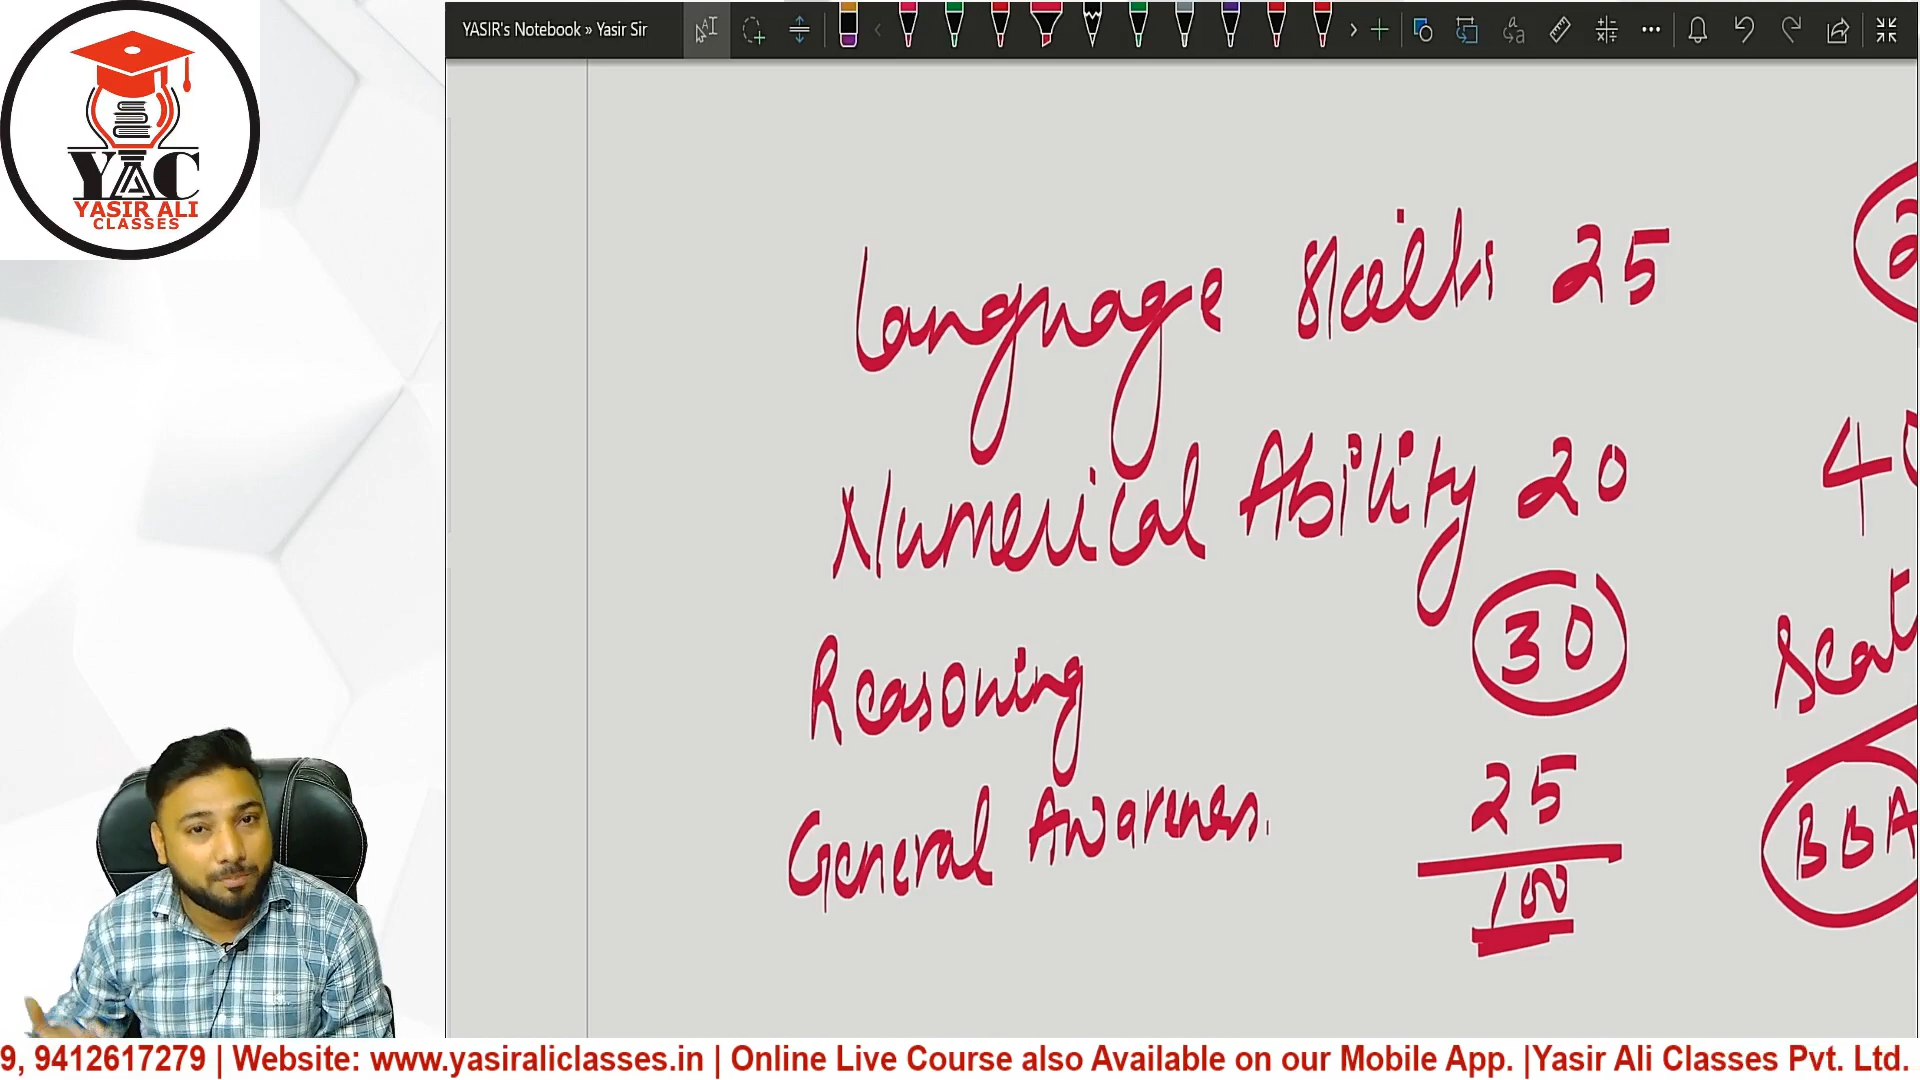 YAC
YASIR ALI
CLASSES
YASIR's Notebook » Yasir Sir
Language Skills 25
Numerical Ability 20
40
Reasoning 30
Seat
General Awarenes. 25
BBA
100
9, 9412617279 | Website: www.yasiraliclasses.in | Online Live Course also Available on our Mobile App. |Yasir Ali Classes Pvt. Ltd.